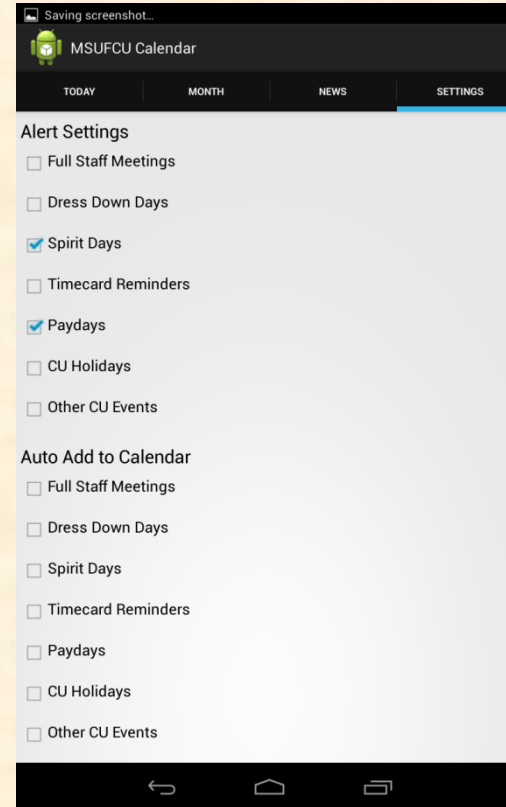 Saving screenshot...
MSUFCU Calendar
TODAY MONTH NEWS SETTINGS
Alert Settings
Full Staff Meetings
Dress Down Days
Spirit Days
Timecard Reminders
Paydays
CU Holidays
Other CU Events
Auto Add to Calendar
Full Staff Meetings
Dress Down Days
Spirit Days
Timecard Reminders
Paydays
CU Holidays
Other CU Events